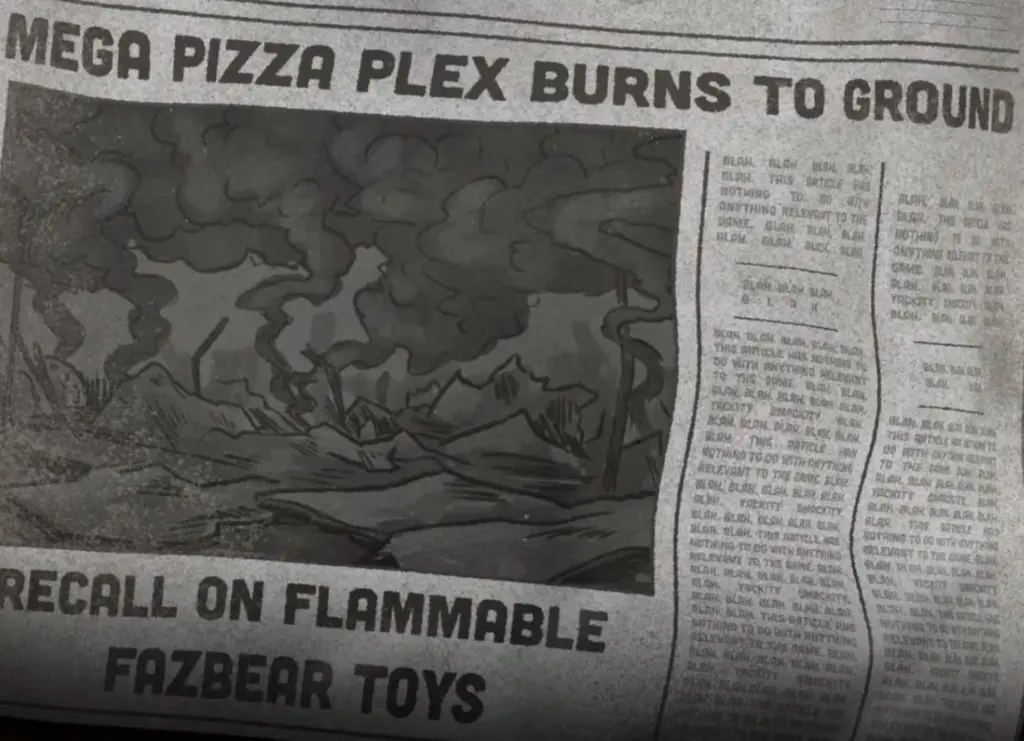 MEGA PIZZA PLEX BURNS TO GROUND
RECALL ON FLAMMABLE
FAZBEAR TOYS
BLAH, BLAH BLAH, BLAH,
BLAH. THIS ARTICLE HAS
NOTHING TO DO WITH
ANYTHING RELEVANT TO THE
GAME. BLAH, BLAH, BLAH
BLAH. BLAH, BLAH, BLAH.
BLAH BLAH BLAH
BLAH BLAH, BLAH, BLAH, BLAH.
THIS ARTICLE HAS NOTHING TO
DO WITH ANYTHING RELEVANT
TO THE GAME. BLAH, BLAH,
BLAH, BLAH, BLAH, BLAH, BLAH,
YACKITY SMACKITY BLAH
BLAH, BLAH, BLAH, BLAH, BLAH.
BLAH THIS ARTICLE HAS
NOTHING TO DO WITH ANYTHING
RELEVANT TO THE GAME. BLAH
BLAH, BLAH, BLAH, BLAH, BLAH,
BLAH. YACKITY SMACKITY
BLAH, BLAH, BLAH, BLAH, BLAH,
BLAH. THIS ARTICLE HAS
NOTHING TO DO WITH ANYTHING
RELEVANT TO THE GAME. BLAH,
BLAH, BLAH, BLAH, BLAH, BLAH,
BLAH. YACKITY SMACKITY.
BLAH, BLAH, BLAH, BLAH, BLAH
BLAH, THIS ARTICLE HAS
NOTHING TO DO WITH ANYTHING
RELEVANT TO THE GAME. BLAH,
BLAH, BLAH, BLAH, BLAH, BLAH,
BLAH. YACKITY SMACKITY
BLAH, BLAH BLAH BLAH,
BLAH, THIS ARTICLE HAS
NOTHING TO DO WITH
ANYTHING RELEVANT TO THE
GAME. BLAH BLAH BLAH,
BLAH. YACKITY SMACKITY BLAH,
BLAH, BLAH, BLAH BLAH
BLAH BLAH BLAH
BLAH
BLAH, BLAH, BLAH BLAH BLAH,
THIS ARTICLE HAS NOTHING TO
DO WITH ANYTHING RELEVANT
TO THE GAME BLAH, BLAH,
BLAH, BLAH, BLAH, BLAH, BLAH,
YACKITY SMACKITY BLAH,
BLAH, BLAH, BLAH, BLAH, BLAH,
BLAH. THIS ARTICLE HAS
NOTHING TO DO WITH ANYTHING
RELEVANT TO THE GAME. BLAH,
BLAH, BLAH, BLAH, BLAH, BLAH,
BLAH, YACKITY SMACKITY
BLAH, BLAH, BLAH, BLAH, BLAH,
BLAH, THIS ARTICLE HAS
NOTHING TO DO WITH ANYTHING
RELEVANT TO THE GAME, BLAH,
BLAH, BLAH, BLAH, BLAH, BLAH,
BLAH. YACKITY SMACKITY